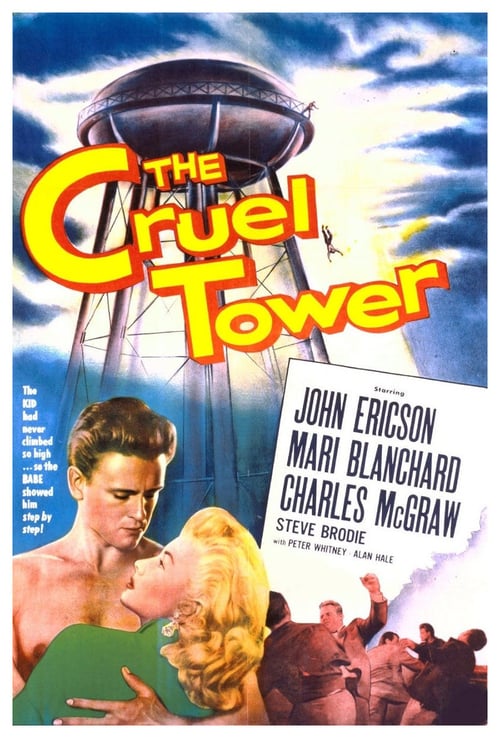 THE
CRUEL
TOWER
The
KID
had
never
climbed
so high
...so the
BABE
showed
him
step by
step!
Starring
JOHN ERICSON
MARI BLANCHARD
CHARLES McGRAW
STEVE BRODIE
with PETER WHITNEY · ALAN HALE